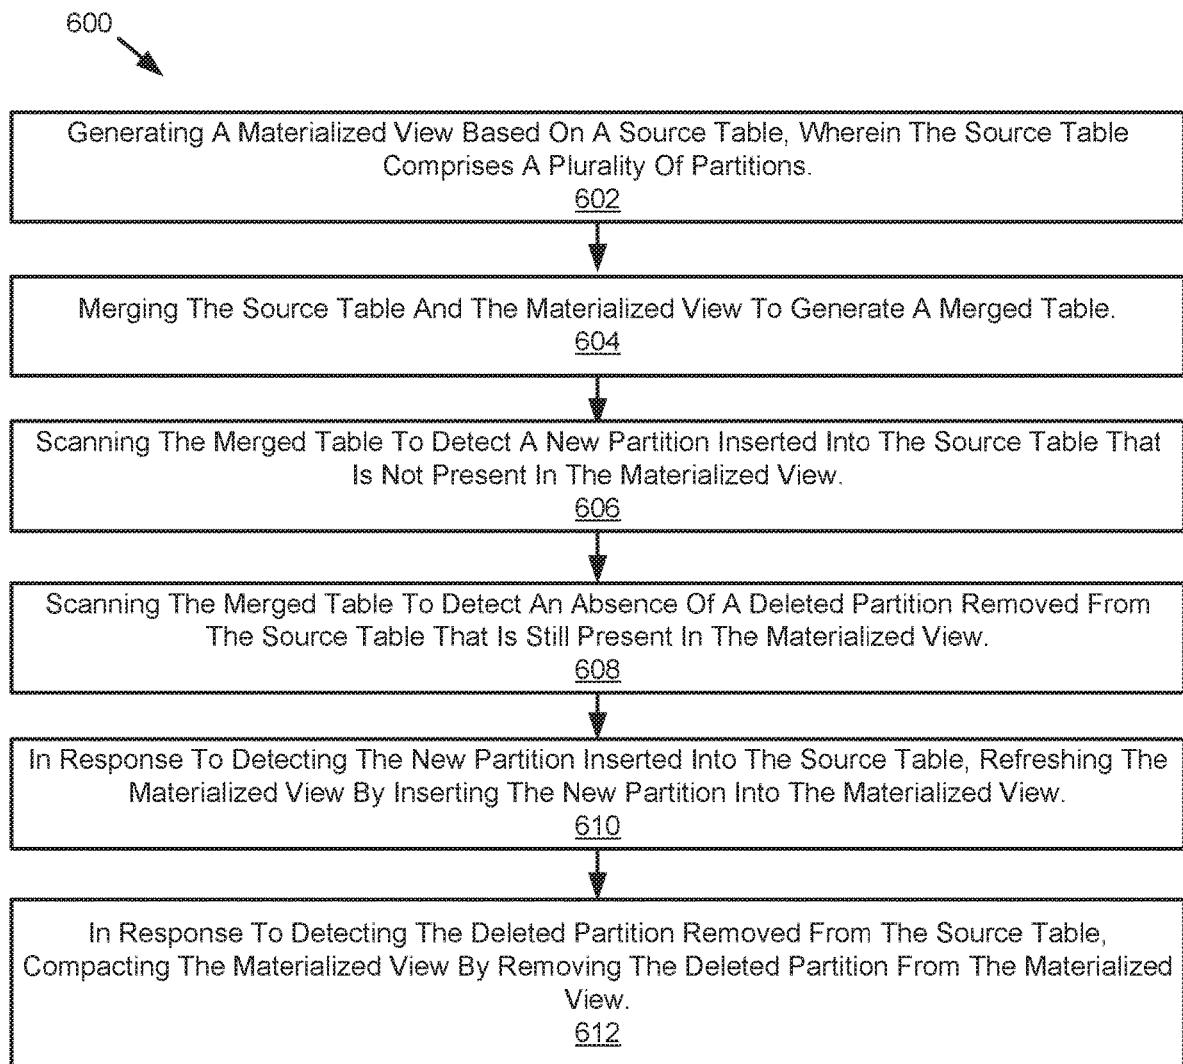 600
Generating A Materialized View Based On A Source Table, Wherein The Source Table
Comprises A Plurality Of Partitions.
602
Merging The Source Table And The Materialized View To Generate A Merged Table.
604
Scanning The Merged Table To Detect A New Partition Inserted Into The Source Table That
Is Not Present In The Materialized View.
606
Scanning The Merged Table To Detect An Absence Of A Deleted Partition Removed From
The Source Table That Is Still Present In The Materialized View.
608
In Response To Detecting The New Partition Inserted Into The Source Table, Refreshing The
Materialized View By Inserting The New Partition Into The Materialized View.
610
In Response To Detecting The Deleted Partition Removed From The Source Table,
Compacting The Materialized View By Removing The Deleted Partition From The Materialized
View.
612